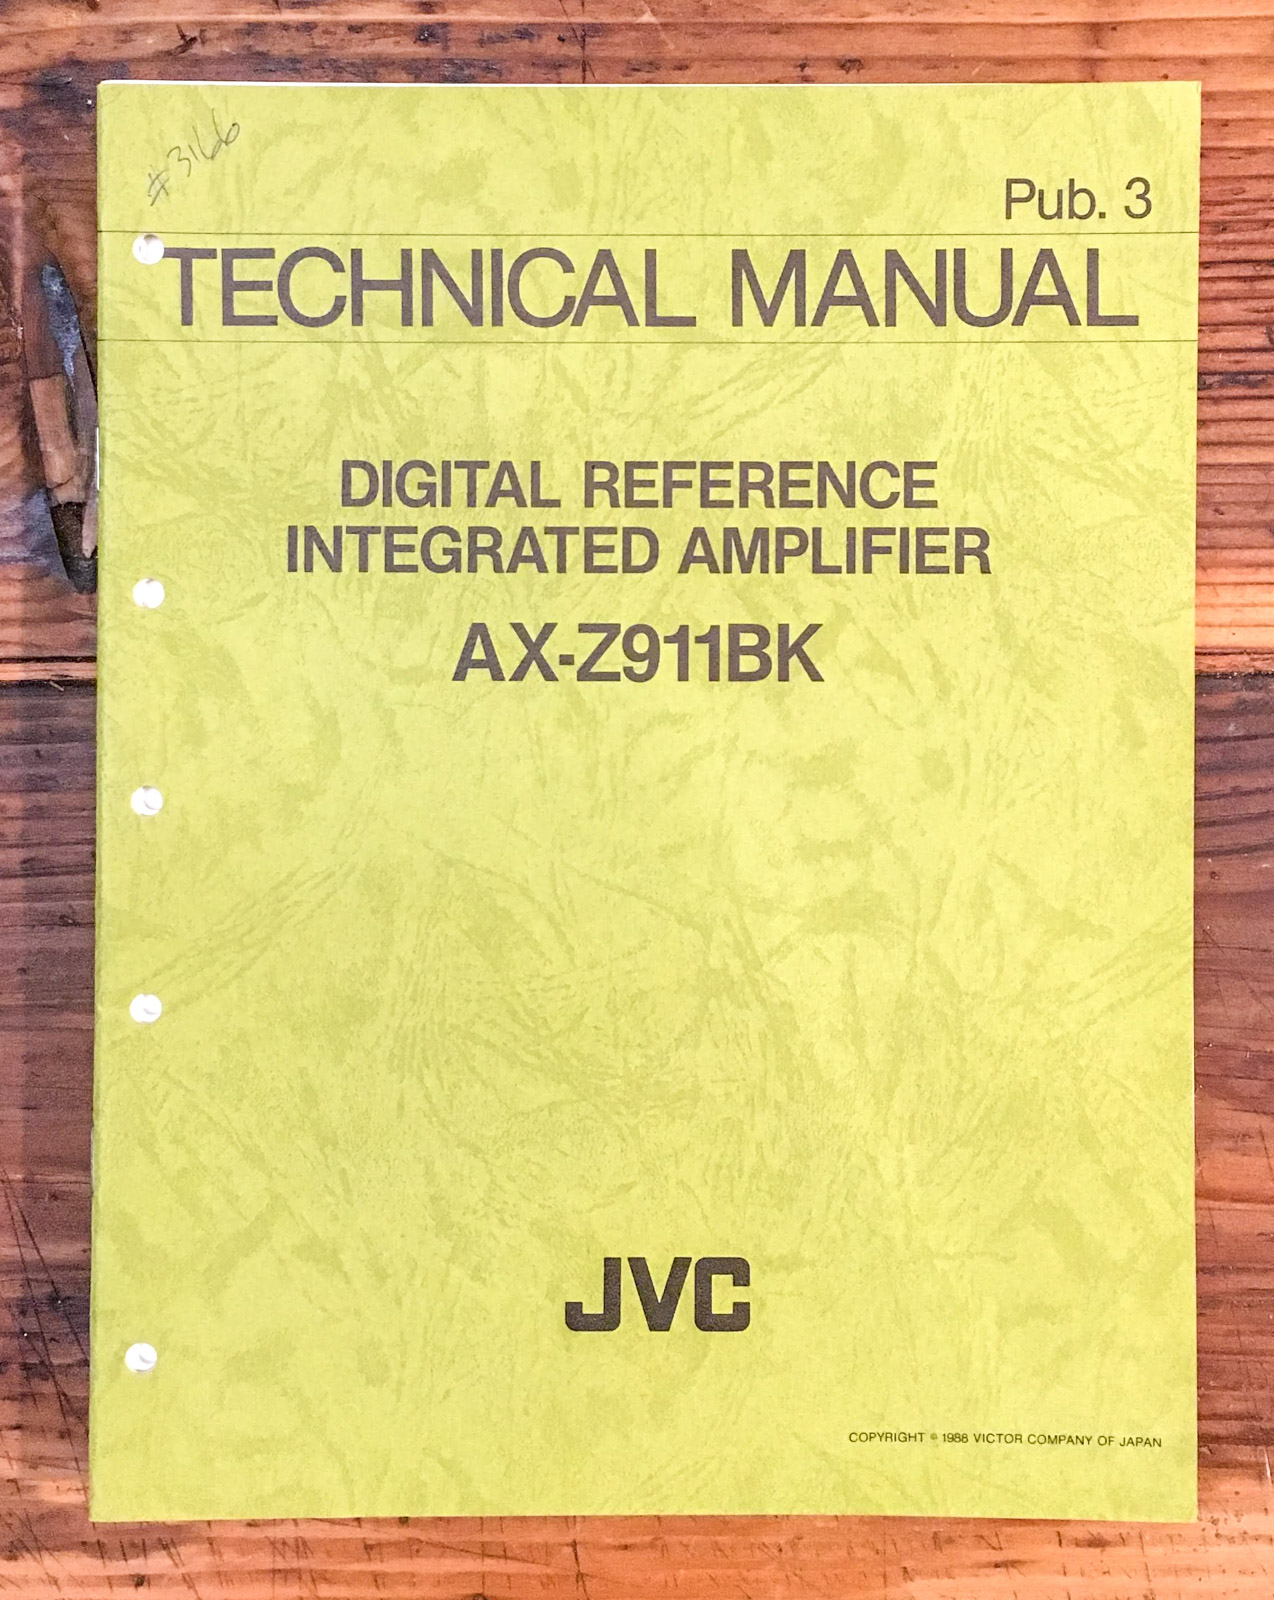 #3166
Pub. 3
TECHNICAL MANUAL
DIGITAL REFERENCE
INTEGRATED AMPLIFIER
AX-Z911BK
JVC
COPYRIGHT © 1988 VICTOR COMPANY OF JAPAN